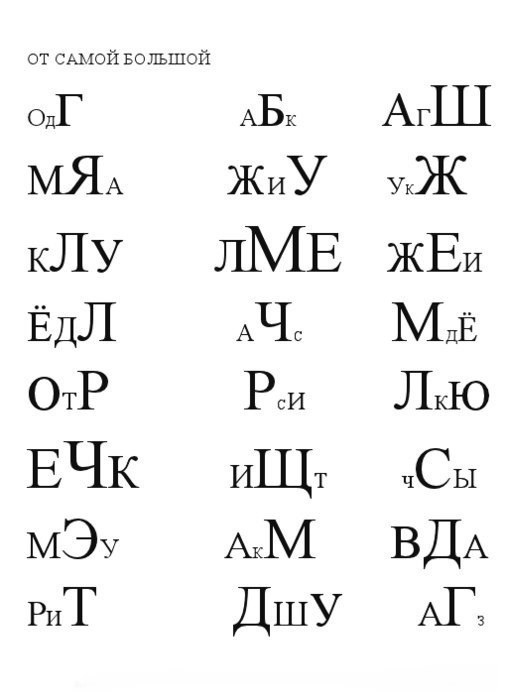 ОТ САМОЙ БОЛЬШОЙ
ОдГ АБк АГШ
МЯА ЖИУ УкЖ
КЛУ ЛМЕ ЖЕИ
ЁДЛ АЧс МдЁ
ОТР РСИ ЛКЮ
ЕЧК ИЩТ чСЫ
МЭУ АКМ ВДА
РИТ ДШУ АГз